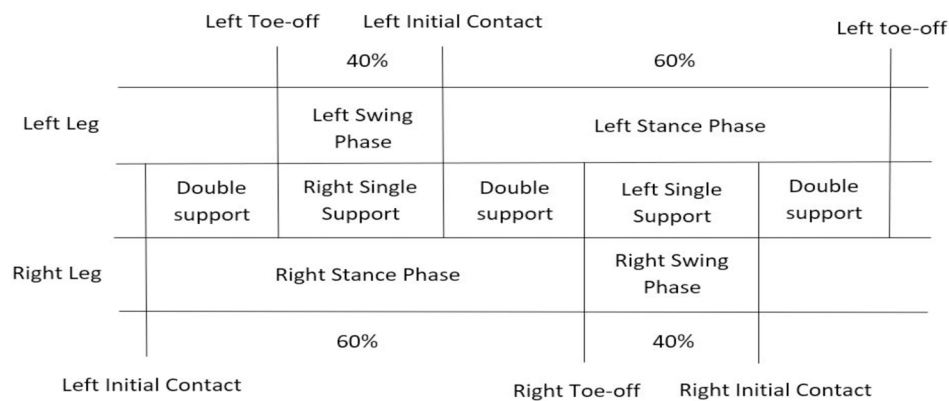 Left Toe-off Left Initial Contact Left toe-off
40% 60%
Left Leg
Left Swing
Phase
Left Stance Phase
Double
support
Right Single
Support
Double
support
Left Single
Support
Double
support
Right Leg
Right Stance Phase
Right Swing
Phase
60% 40%
Left Initial Contact Right Toe-off Right Initial Contact